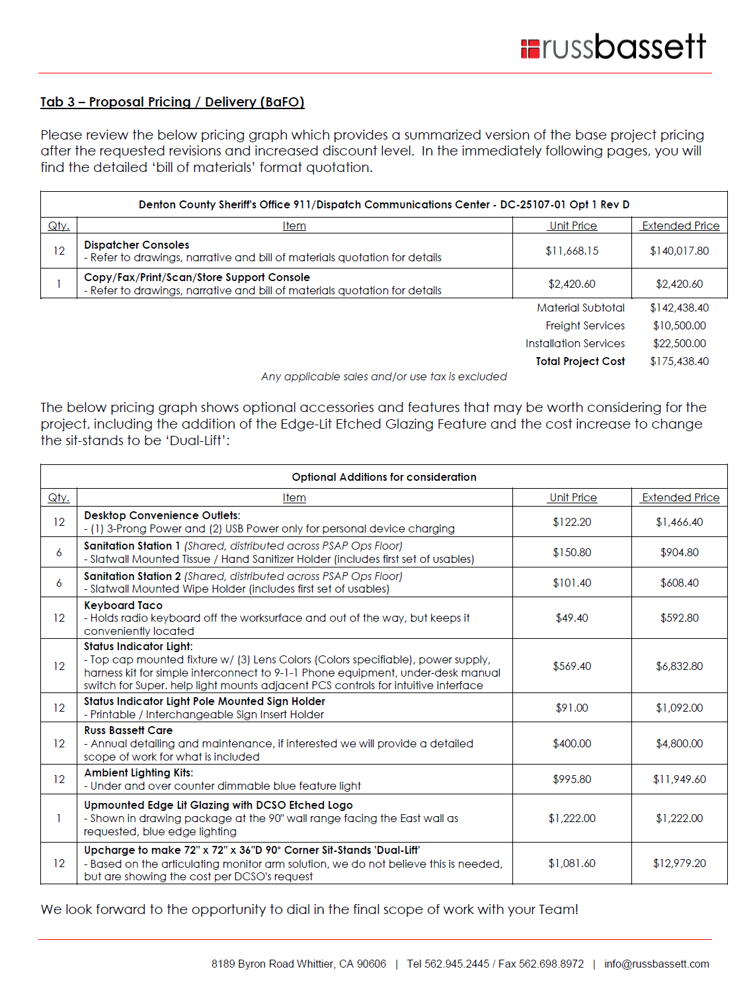 russbassett
Tab 3 – Proposal Pricing / Delivery (BaFO)
Please review the below pricing graph which provides a summarized version of the base project pricing
after the requested revisions and increased discount level.  In the immediately following pages, you will
find the detailed ‘bill of materials’ format quotation.
Denton County Sheriff's Office 911/Dispatch Communications Center - DC-25107-01 Opt 1 Rev D
Qty. Item Unit Price Extended Price
Dispatcher Consoles
12 - Refer to drawings, narrative and bill of materials quotation for details $11,668.15 $140,017.80
Copy/Fax/Print/Scan/Store Support Console
1 - Refer to drawings, narrative and bill of materials quotation for details $2,420.60 $2,420.60
Material Subtotal $142,438.40
Freight Services $10,500.00
Installation Services $22,500.00
Total Project Cost $175,438.40
Any applicable sales and/or use tax is excluded
The below pricing graph shows optional accessories and features that may be worth considering for the
project, including the addition of the Edge-Lit Etched Glazing Feature and the cost increase to change
the sit-stands to be ‘Dual-Lift’:
Optional Additions for consideration
Qty. Item Unit Price Extended Price
Desktop Convenience Outlets:
12 - (1) 3-Prong Power and (2) USB Power only for personal device charging $122.20 $1,466.40
Sanitation Station 1 (Shared, distributed across PSAP Ops Floor)
6 - Slatwall Mounted Tissue / Hand Sanitizer Holder (includes first set of usables) $150.80 $904.80
Sanitation Station 2 (Shared, distributed across PSAP Ops Floor)
6 - Slatwall Mounted Wipe Holder (includes first set of usables) $101.40 $608.40
Keyboard Taco
12 - Holds radio keyboard off the worksurface and out of the way, but keeps it $49.40 $592.80
conveniently located
Status Indicator Light:
- Top cap mounted fixture w/ (3) Lens Colors (Colors specifiable), power supply,
12 harness kit for simple interconnect to 9-1-1 Phone equipment, under-desk manual $569.40 $6,832.80
switch for Super. help light mounts adjacent PCS controls for intuitive interface
Status Indicator Light Pole Mounted Sign Holder
12 - Printable / Interchangeable Sign Insert Holder $91.00 $1,092.00
Russ Bassett Care
12 - Annual detailing and maintenance, if interested we will provide a detailed $400.00 $4,800.00
scope of work for what is included
Ambient Lighting Kits:
12 - Under and over counter dimmable blue feature light $995.80 $11,949.60
Upmounted Edge Lit Glazing with DCSO Etched Logo
1 - Shown in drawing package at the 90" wall range facing the East wall as $1,222.00 $1,222.00
requested, blue edge lighting
Upcharge to make 72" x 72" x 36"D 90° Corner Sit-Stands 'Dual-Lift'
12 - Based on the articulating monitor arm solution, we do not believe this is needed, $1,081.60 $12,979.20
but are showing the cost per DCSO's request
We look forward to the opportunity to dial in the final scope of work with your Team!
8189 Byron Road Whittier, CA 90606 | Tel 562.945.2445 / Fax 562.698.8972 | info@russbassett.com